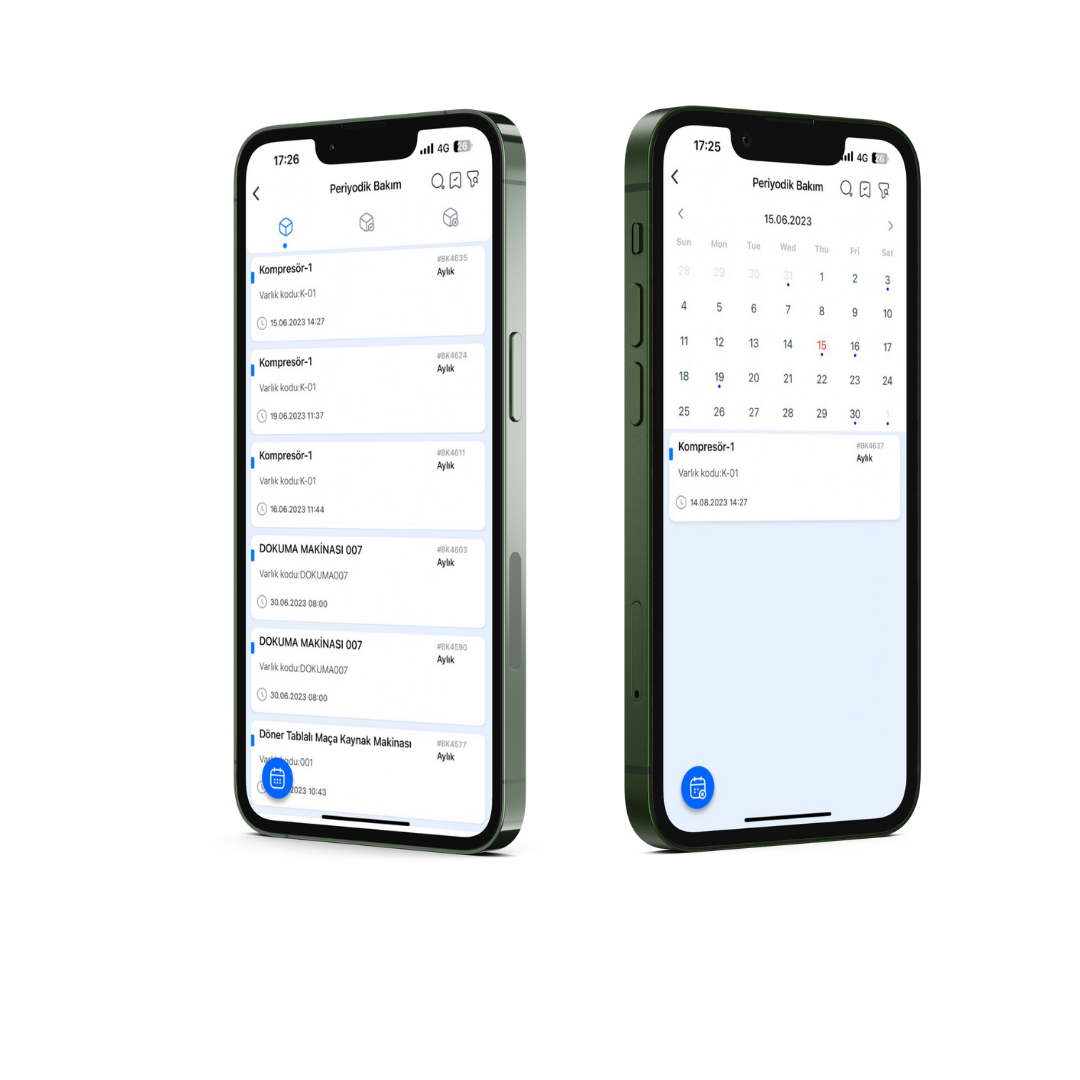 17:26
4G 26
Periyodik Bakım
Kompresör-1
#BK4635
Aylık
Varlık kodu:K-01
15.06.2023 14:27
Kompresör-1
#BK4624
Aylık
Varlık kodu:K-01
19.06.2023 11:37
Kompresör-1
#BK4611
Aylık
Varlık kodu:K-01
16.06.2023 11:44
DOKUMA MAKİNASI 007
#BK4603
Aylık
Varlık kodu:DOKUMA007
30.06.2023 08:00
DOKUMA MAKİNASI 007
#BK4590
Aylık
Varlık kodu:DOKUMA007
30.06.2023 08:00
Döner Tablalı Maça Kaynak Makinası
#BK4577
Aylık
kodu:001
2023 10:43
17:25
4G 26
Periyodik Bakım
15.06.2023
Sun Mon Tue Wed Thu Fri Sat
28 29 30 31 1 2 3
4 5 6 7 8 9 10
11 12 13 14 15 16 17
18 19 20 21 22 23 24
25 26 27 28 29 30 1
Kompresör-1
#BK4637
Aylık
Varlık kodu:K-01
14.08.2023 14:27